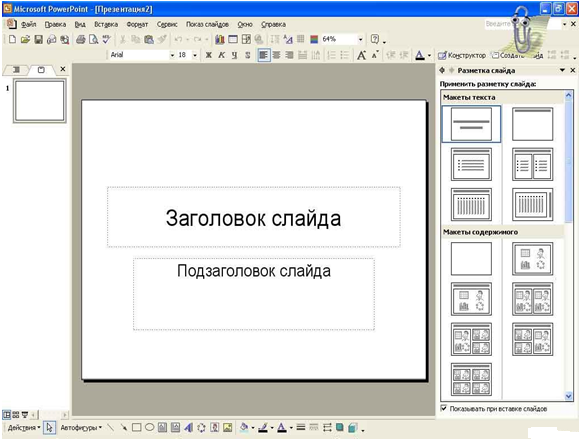 Microsoft PowerPoint - [Презентация2]
Файл Правка Вид Вставка Формат Сервис Показ слайдов Окно Справка Введите
64%
Arial 18 Ж К Ч S Конструктор Создать
1
Разметка слайда
Применить разметку слайда:
Макеты текста
Заголовок слайда
Подзаголовок слайда
Макеты содержимого
Показывать при вставке слайдов
Действия Автофигуры